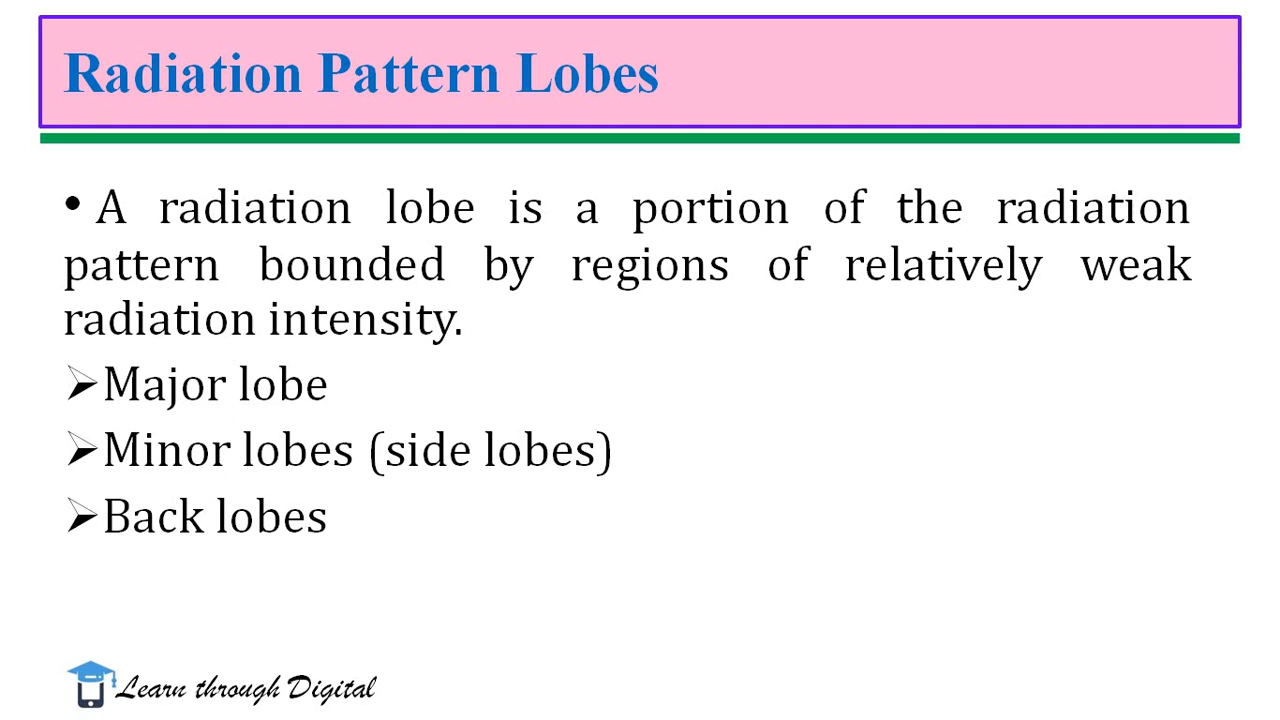 Radiation Pattern Lobes
• A radiation lobe is a portion of the radiation
pattern bounded by regions of relatively weak
radiation intensity.
➢Major lobe
➢Minor lobes (side lobes)
➢Back lobes
Learn through Digital